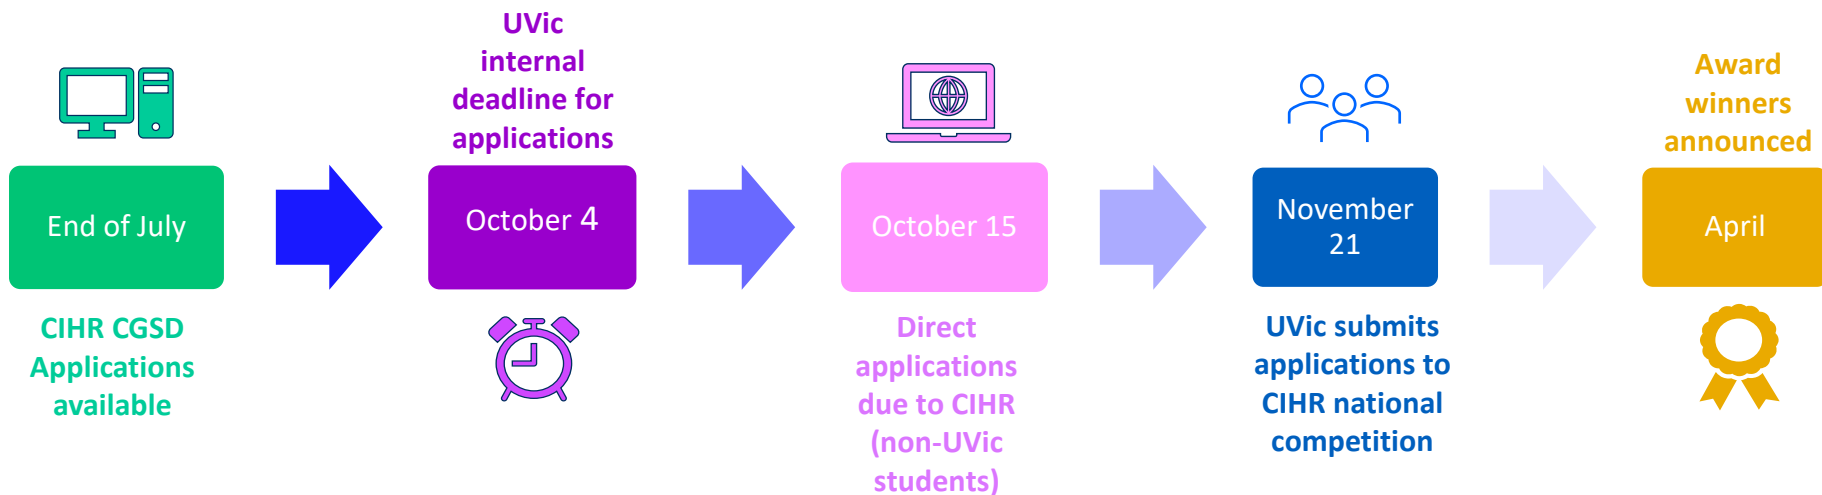 End of July
CIHR CGSD
Applications
available
UVic
internal
deadline for
applications
October 4
October 15
Direct
applications
due to CIHR
(non-UVic
students)
November
21
UVic submits
applications to
CIHR national
competition
Award
winners
announced
April